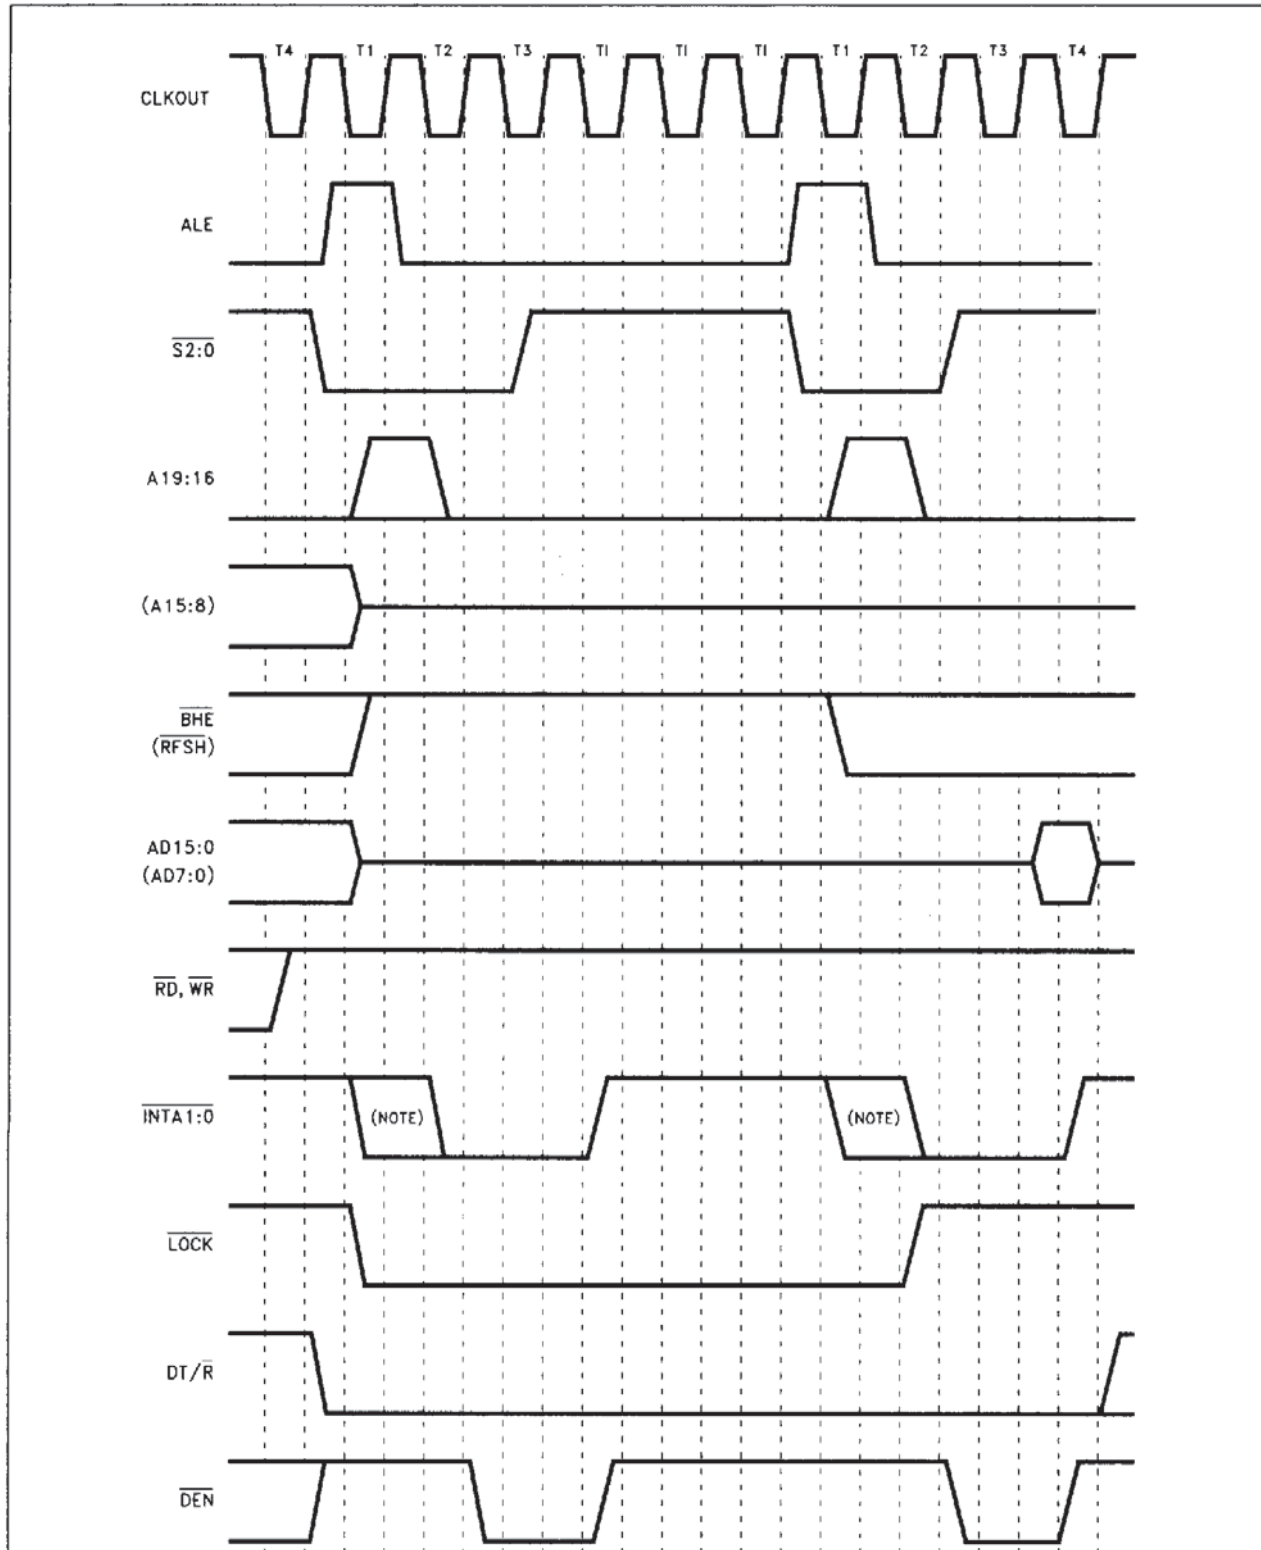 T4 T1 T2 T3 TI TI TI T1 T2 T3 T4
CLKOUT
ALE
S2:0
A19:16
(A15:8)
BHE
(RFSH)
AD15:0
(AD7:0)
RD, WR
INTA1:0
(NOTE) (NOTE)
LOCK
DT/R
DEN